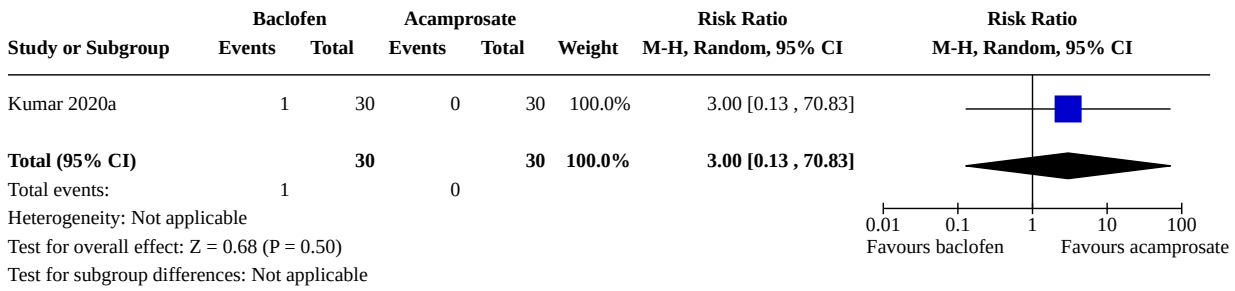 Baclofen Acamprosate Risk Ratio Risk Ratio
Study or Subgroup Events Total Events Total Weight M-H, Random, 95% CI M-H, Random, 95% CI
Kumar 2020a 1 30 0 30 100.0% 3.00 [0.13 , 70.83]
Total (95% CI) 30 30 100.0% 3.00 [0.13 , 70.83]
Total events: 1 0
Heterogeneity: Not applicable
0.01 0.1 1 10 100
Test for overall effect: Z = 0.68 (P = 0.50) Favours baclofen Favours acamprosate
Test for subgroup differences: Not applicable